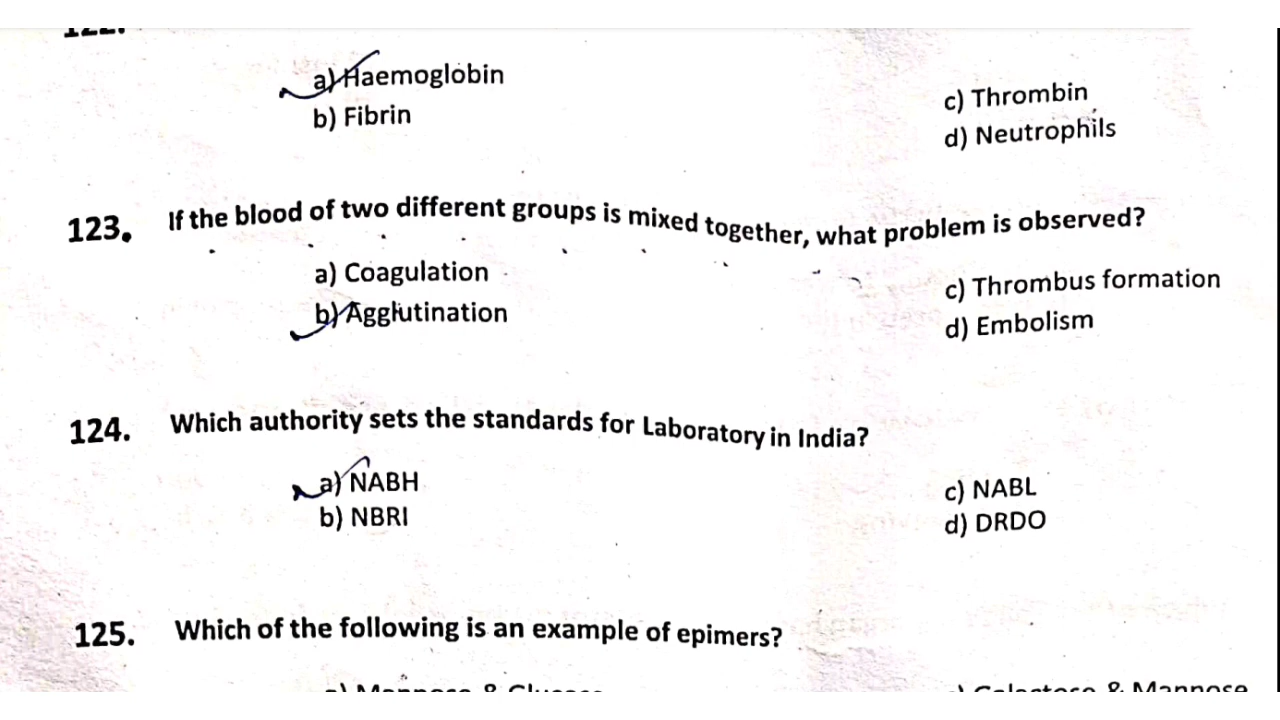 122.
a) Haemoglobin
b) Fibrin
c) Thrombin
d) Neutrophils
123. If the blood of two different groups is mixed together, what problem is observed?
a) Coagulation
b) Agglutination
c) Thrombus formation
d) Embolism
124. Which authority sets the standards for Laboratory in India?
a) NABH
b) NBRI
c) NABL
d) DRDO
125. Which of the following is an example of epimers?
& Mannose